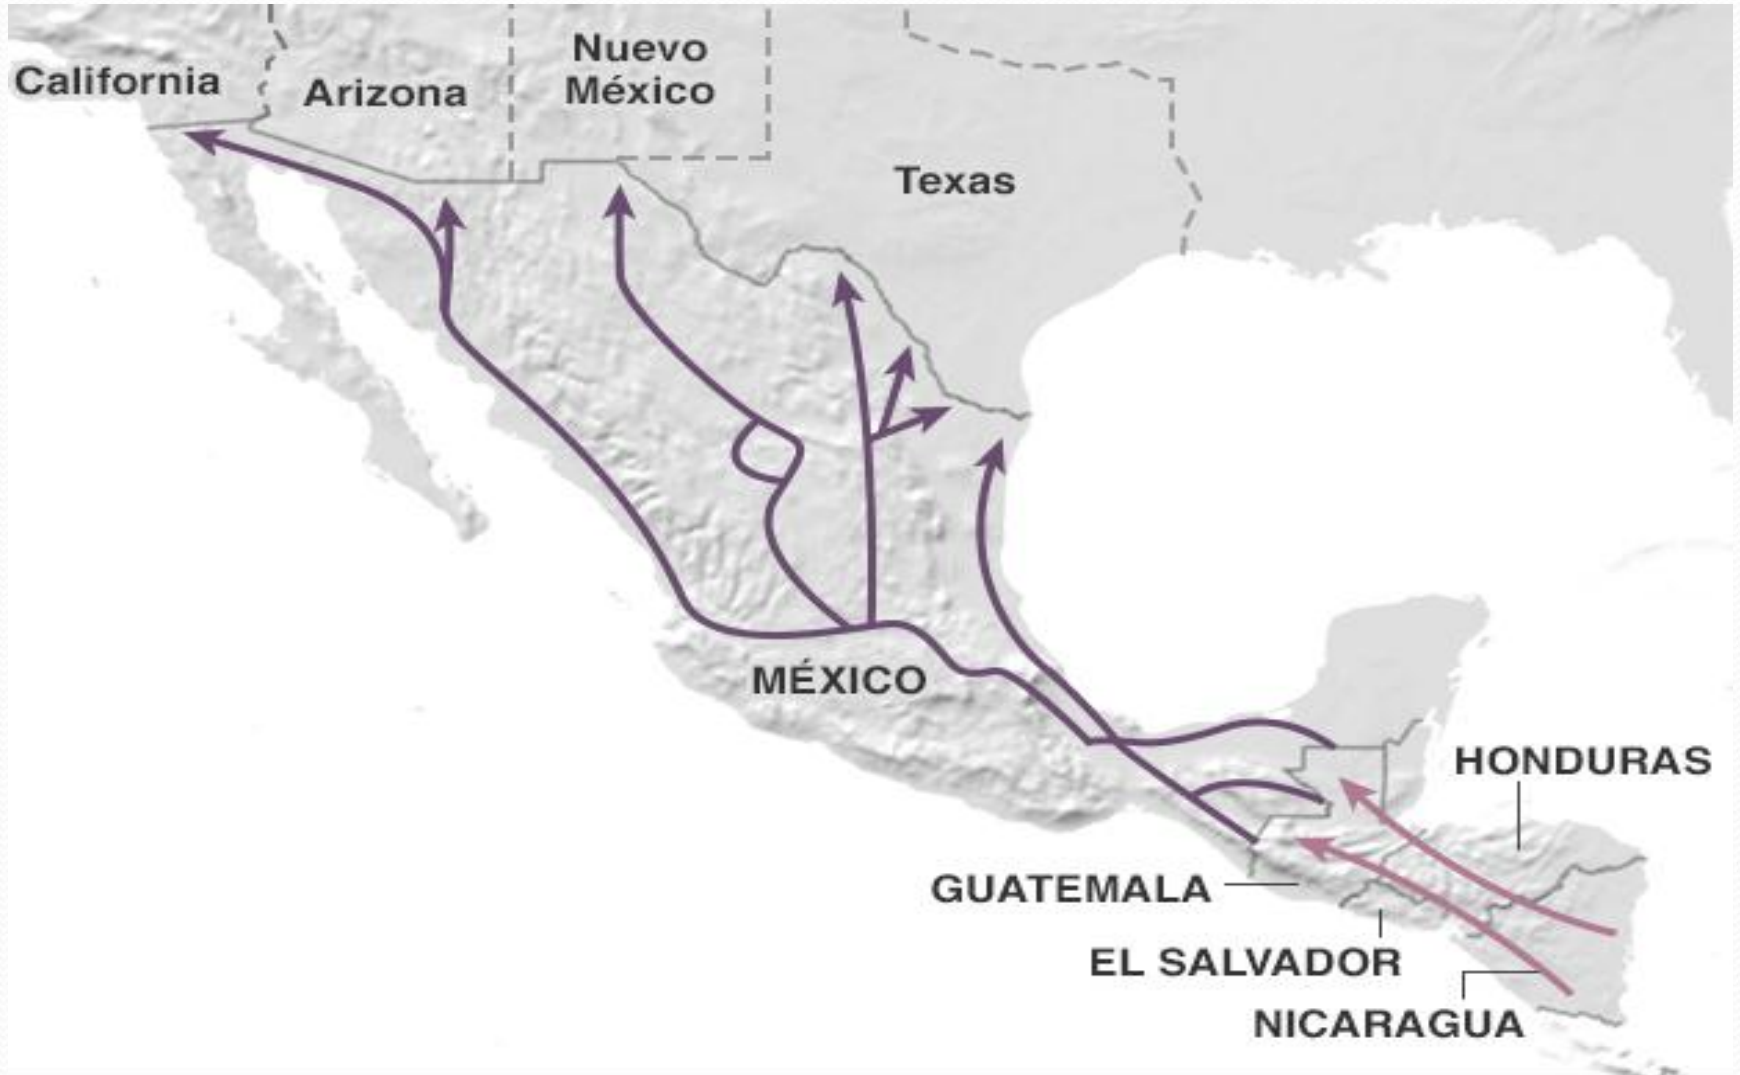 California
Arizona
Nuevo
México
Texas
MÉXICO
HONDURAS
GUATEMALA
EL SALVADOR
NICARAGUA